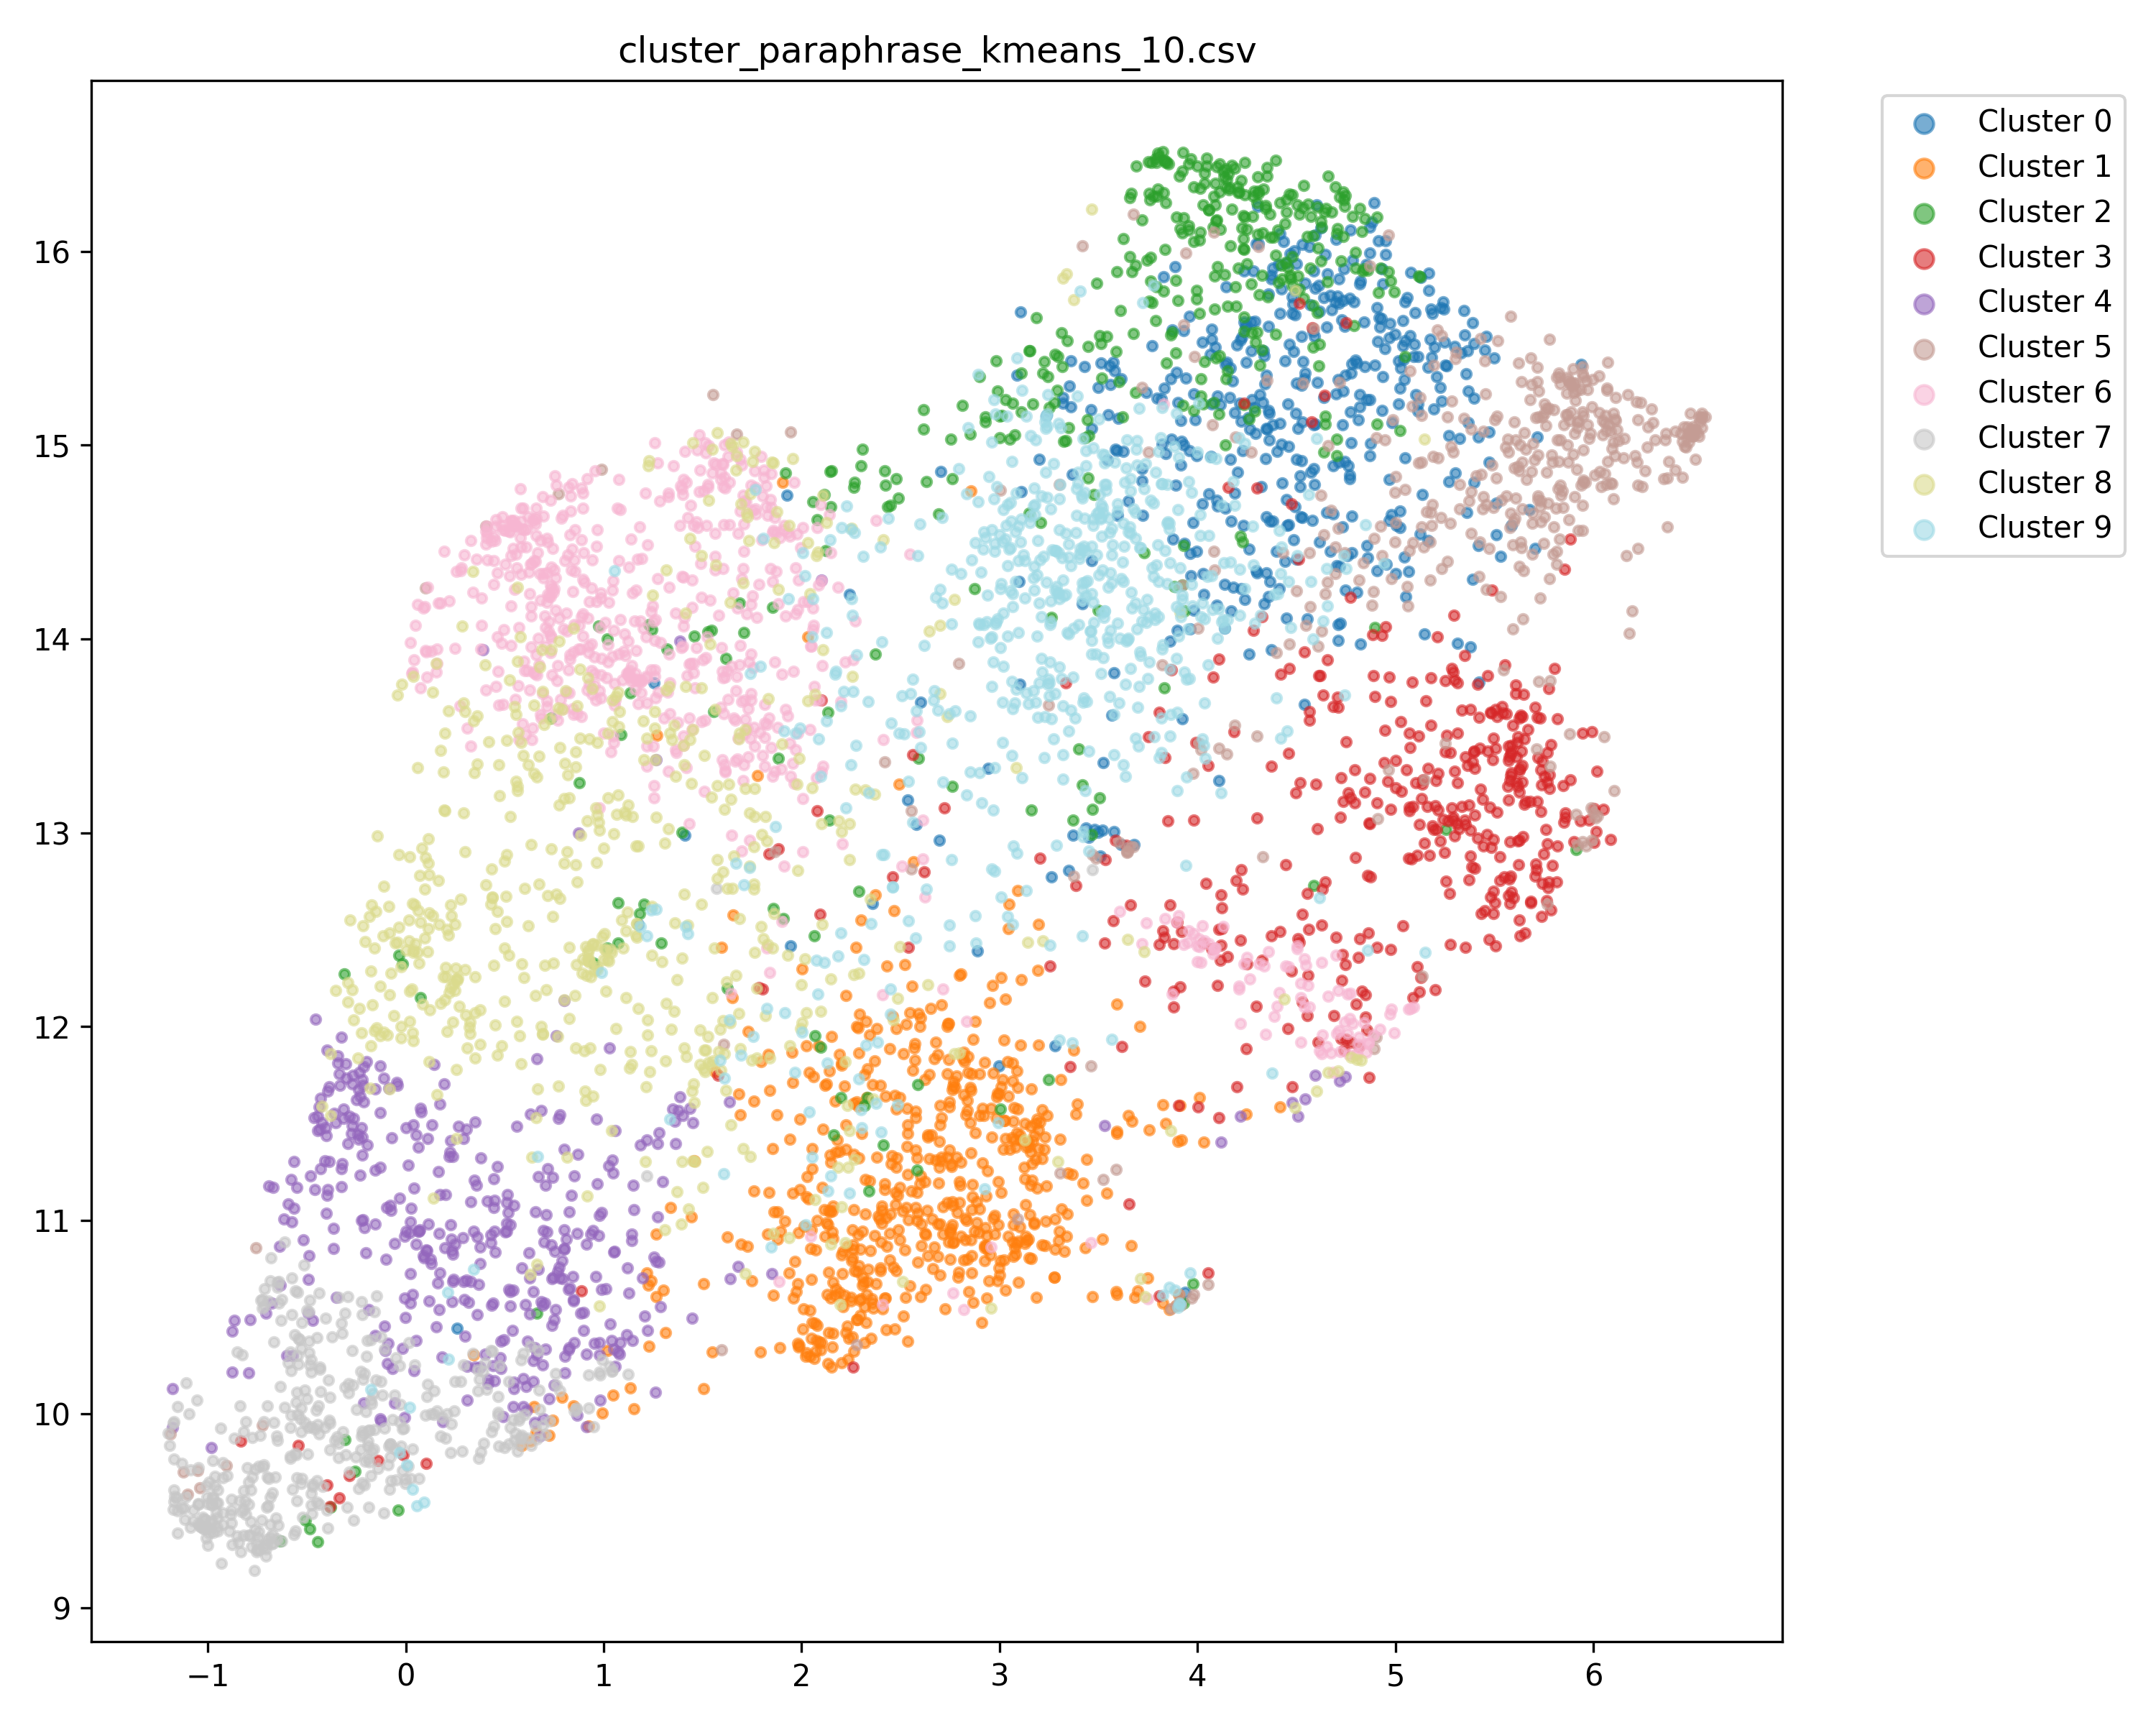 cluster_paraphrase_kmeans_10.csv
16
15
14
13
12
11
10
9
−1 0 1 2 3 4 5 6
Cluster 0
Cluster 1
Cluster 2
Cluster 3
Cluster 4
Cluster 5
Cluster 6
Cluster 7
Cluster 8
Cluster 9